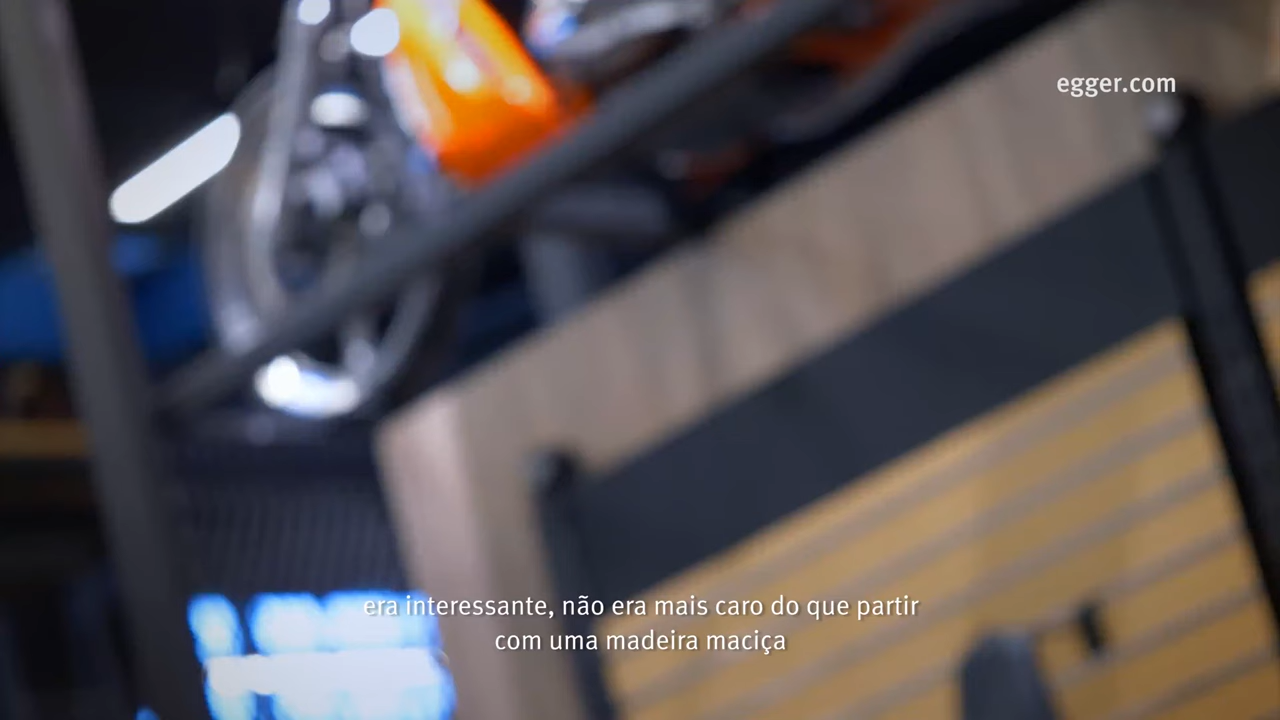 egger.com
era interessante, não era mais caro do que partir
com uma madeira maciça